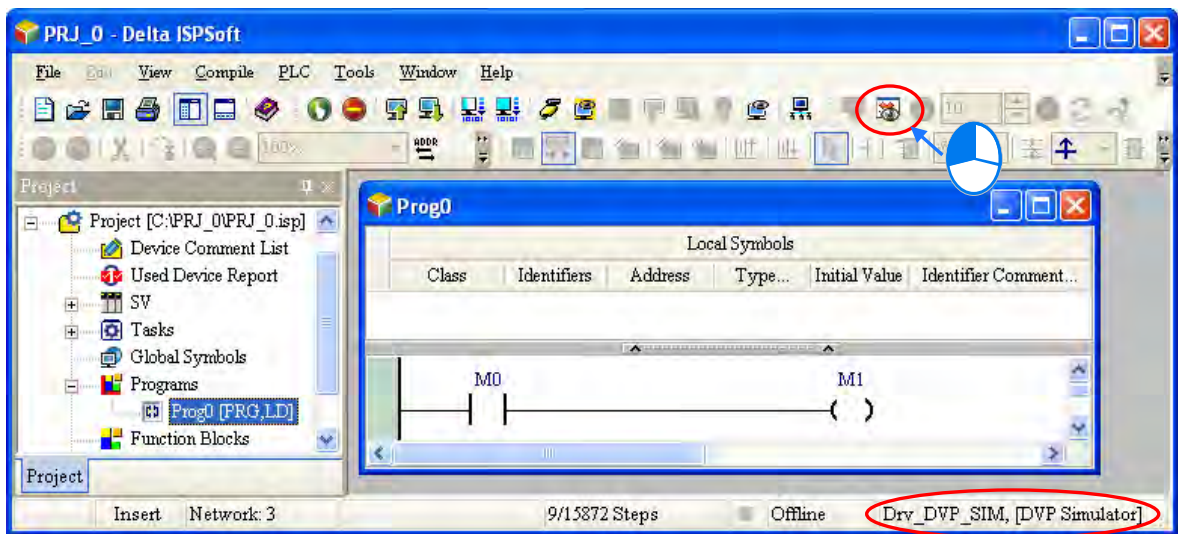 PRJ_0 - Delta ISPSoft
File Edit View Compile PLC Tools Window Help
10
100%
ADDR
Project
Project [C:\PRJ_0\PRJ_0.isp]
Device Comment List
Used Device Report
SV
Tasks
Global Symbols
Programs
Prog0 [PRG,LD]
Function Blocks
Project
Prog0
Local Symbols
Class Identifiers Address Type... Initial Value Identifier Comment...
M0 M1
Insert Network: 3 9/15872 Steps Offline Drv_DVP_SIM, [DVP Simulator]